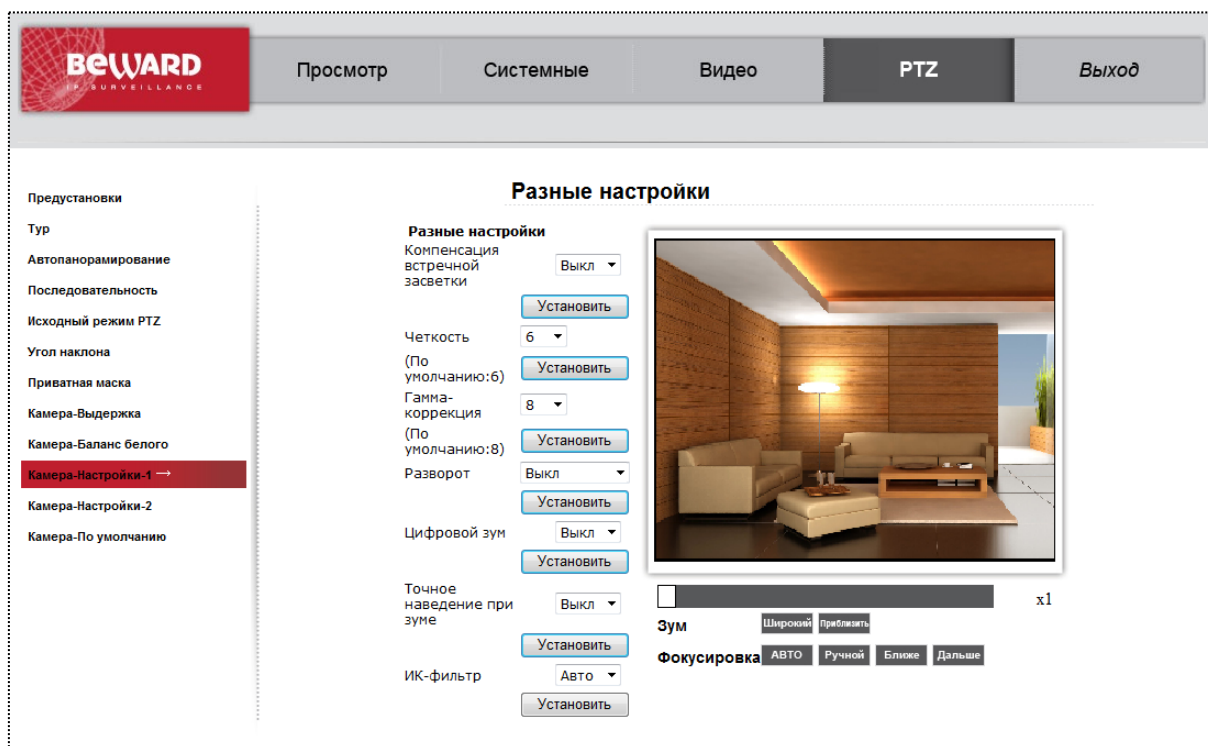 BEWARD
IP SURVEILLANCE
Просмотр
Системные
Видео
PTZ
Выход
Предустановки
Тур
Автопанорамирование
Последовательность
Исходный режим PTZ
Угол наклона
Приватная маска
Камера-Выдержка
Камера-Баланс белого
Камера-Настройки-1 →
Камера-Настройки-2
Камера-По умолчанию
Разные настройки
Разные настройки
Компенсация
встречной
засветки
Выкл
Установить
Четкость
6
(По
умолчанию:6)
Установить
Гамма-
коррекция
8
(По
умолчанию:8)
Установить
Разворот
Выкл
Установить
Цифровой зум
Выкл
Установить
Точное
наведение при
зуме
Выкл
Установить
ИК-фильтр
Авто
Установить
x1
Зум
Широкий
Приблизить
Фокусировка
АВТО
Ручной
Ближе
Дальше